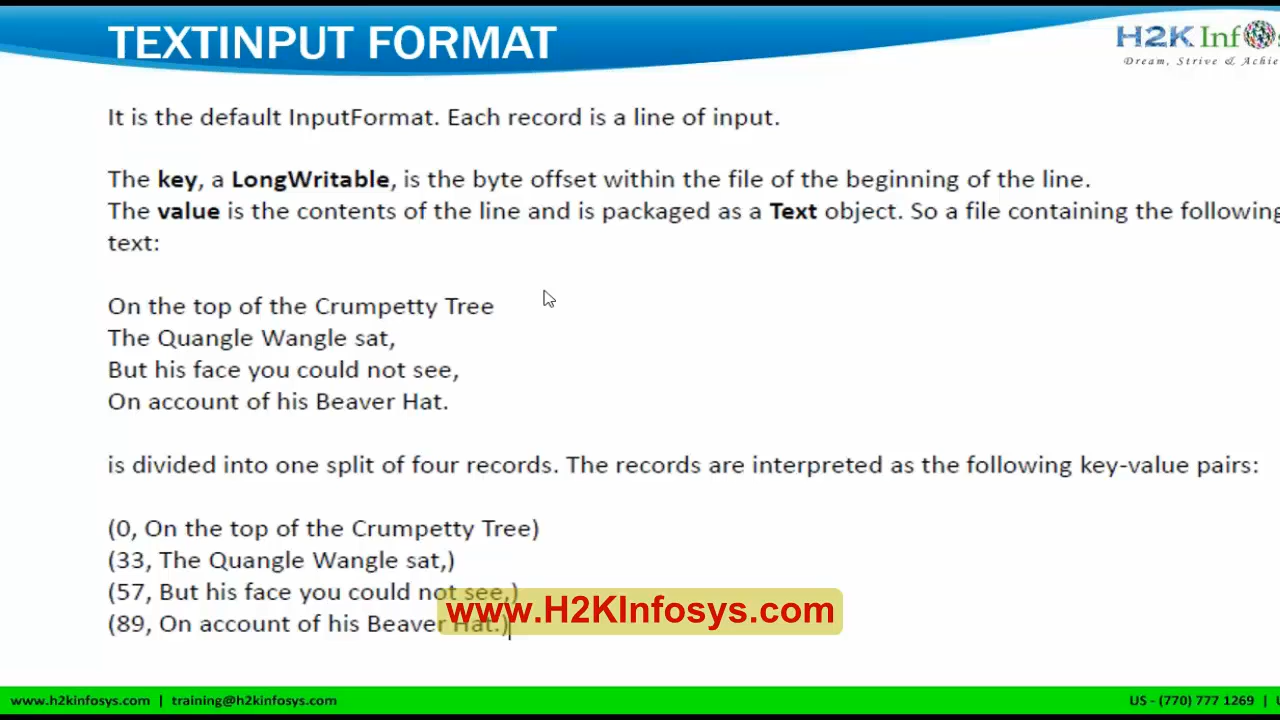 TEXTINPUT FORMAT
H2K Infos
Dream, Strive & Achie
It is the default InputFormat. Each record is a line of input.
The key, a LongWritable, is the byte offset within the file of the beginning of the line.
The value is the contents of the line and is packaged as a Text object. So a file containing the following
text:
On the top of the Crumpetty Tree
The Quangle Wangle sat,
But his face you could not see,
On account of his Beaver Hat.
is divided into one split of four records. The records are interpreted as the following key-value pairs:
(0, On the top of the Crumpetty Tree)
(33, The Quangle Wangle sat,)
(57, But his face you could not see,)
(89, On account of his Beaver Hat.)
www.H2KInfosys.com
www.h2kinfosys.com | training@h2kinfosys.com
US - (770) 777 1269 |